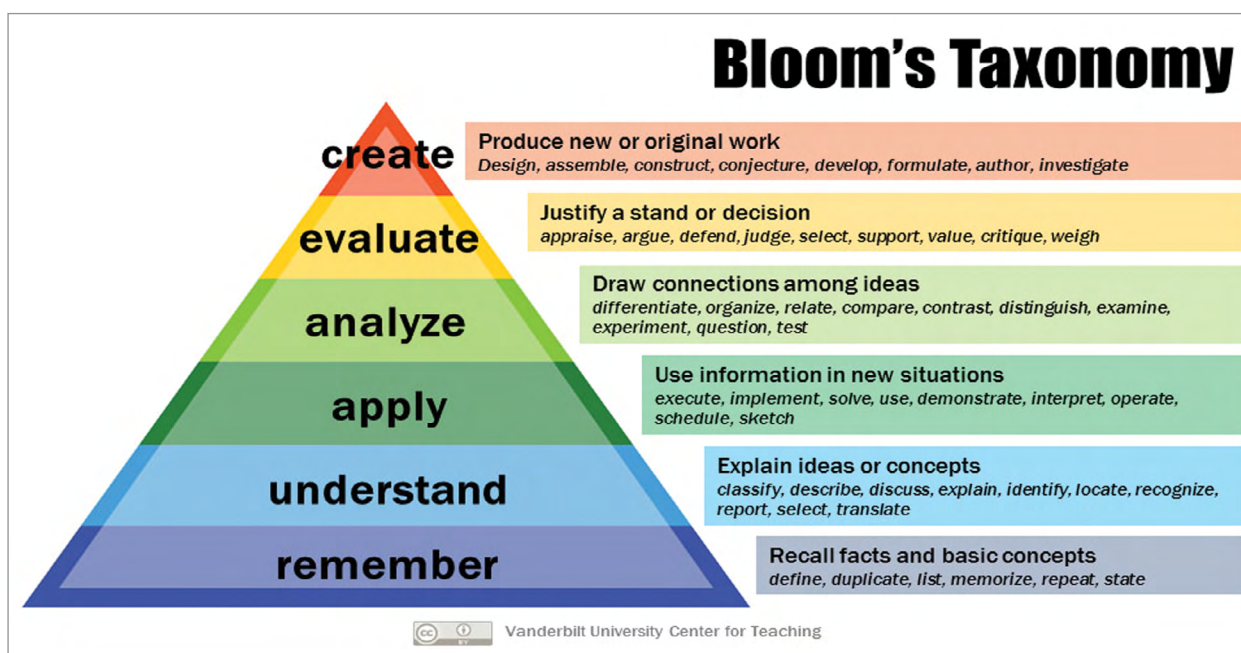 Bloom's Taxonomy
create
Produce new or original work
Design, assemble, construct, conjecture, develop, formulate, author, investigate
evaluate
Justify a stand or decision
appraise, argue, defend, judge, select, support, value, critique, weigh
analyze
Draw connections among ideas
differentiate, organize, relate, compare, contrast, distinguish, examine,
experiment, question, test
apply
Use information in new situations
execute, implement, solve, use, demonstrate, interpret, operate,
schedule, sketch
understand
Explain ideas or concepts
classify, describe, discuss, explain, identify, locate, recognize,
report, select, translate
remember
Recall facts and basic concepts
define, duplicate, list, memorize, repeat, state
cc BY Vanderbilt University Center for Teaching